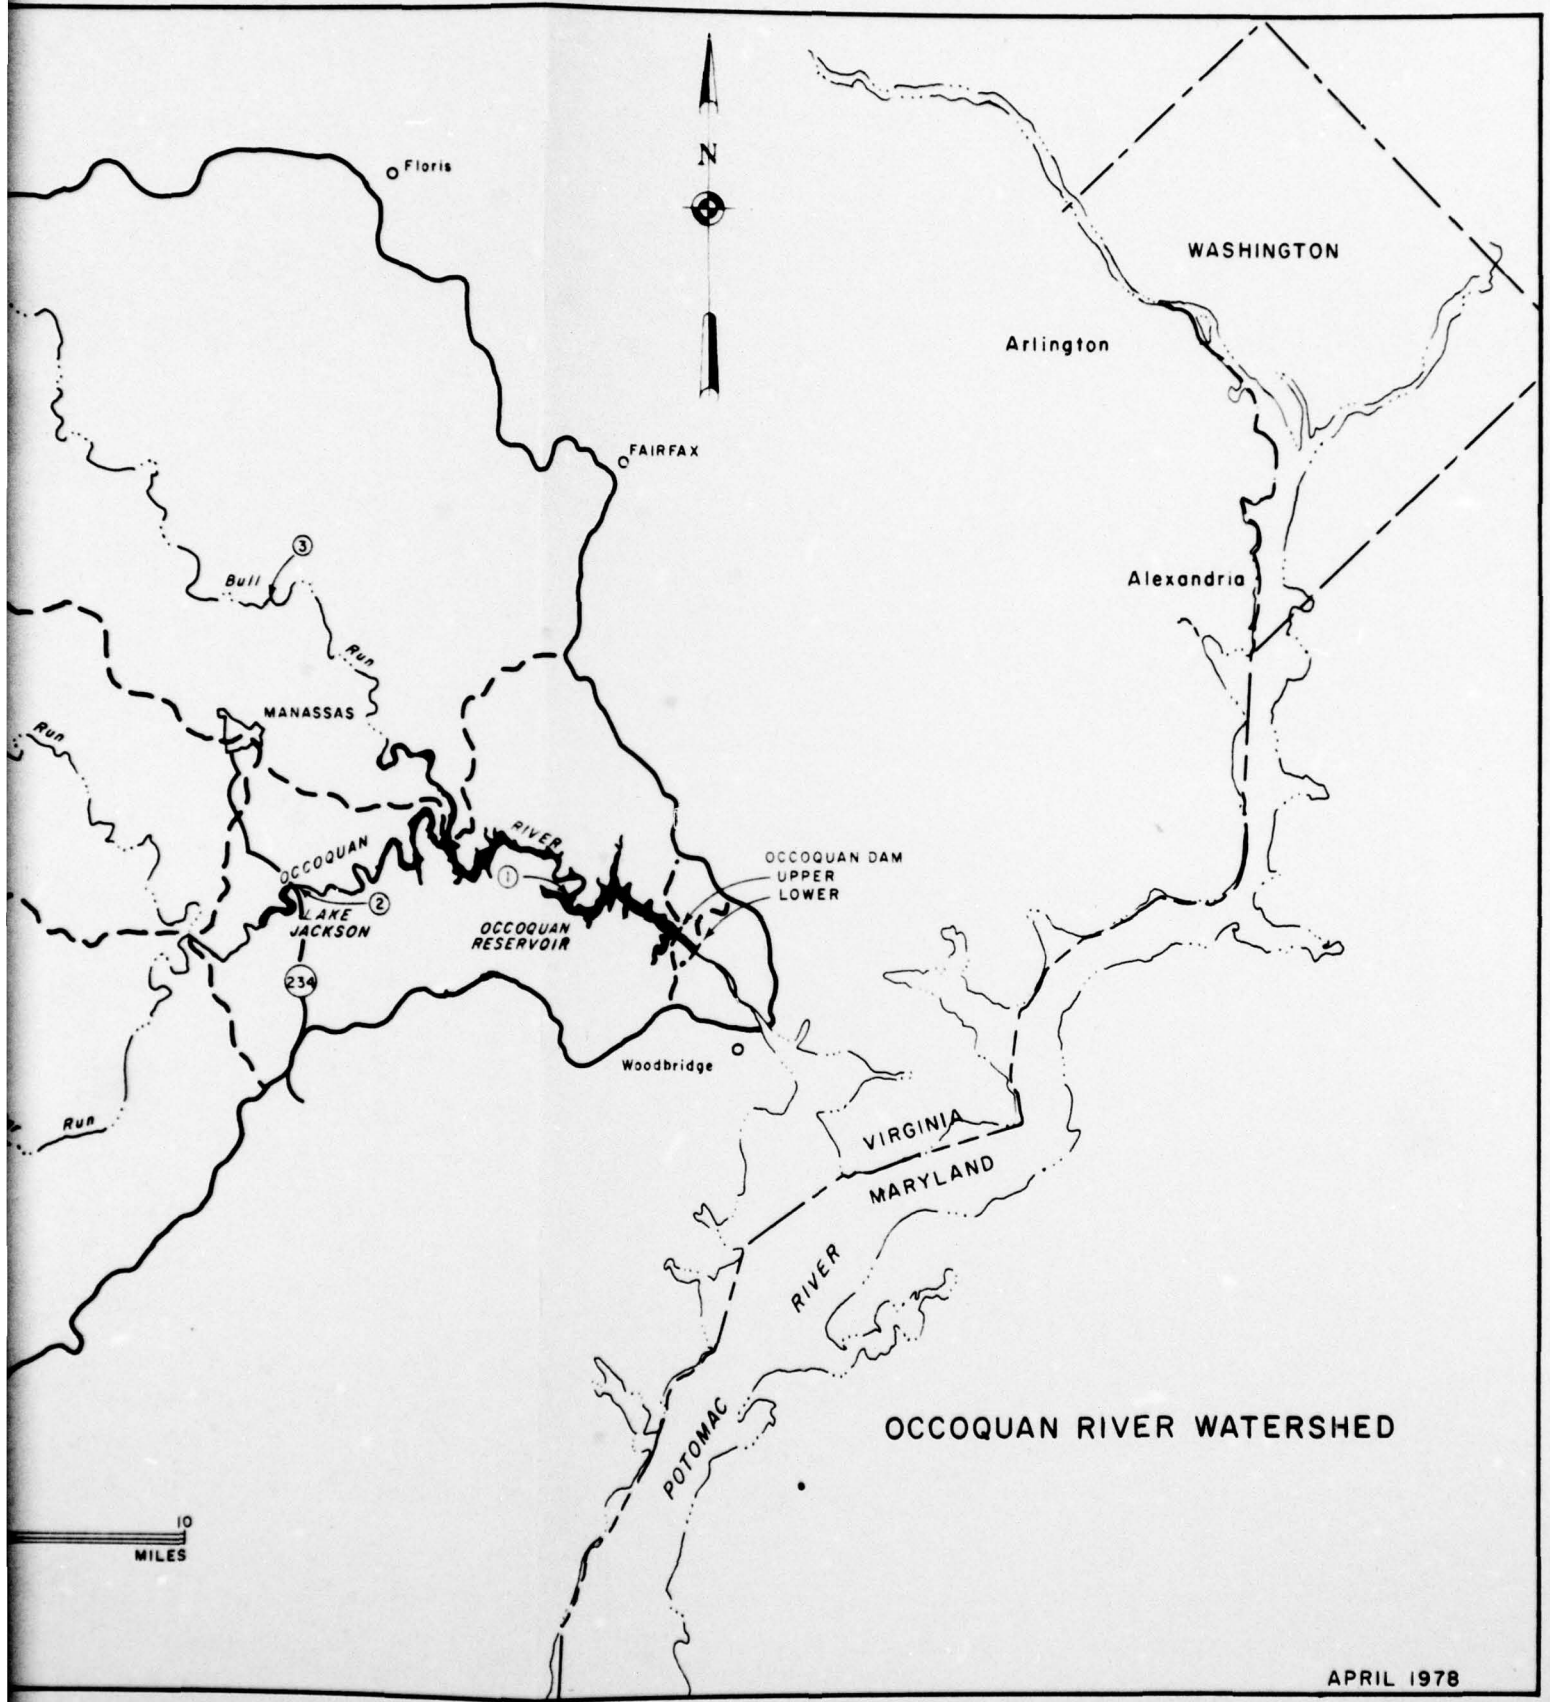 Floris
N
WASHINGTON
Arlington
FAIRFAX
3
Bull
Alexandria
Run
MANASSAS
Run
RIVER
OCCOQUAN
OCCOQUAN DAM
UPPER
LOWER
1
2
LAKE
JACKSON
OCCOQUAN
RESERVOIR
234
Woodbridge
Run
VIRGINIA
MARYLAND
RIVER
POTOMAC
OCCOQUAN RIVER WATERSHED
10
MILES
APRIL 1978